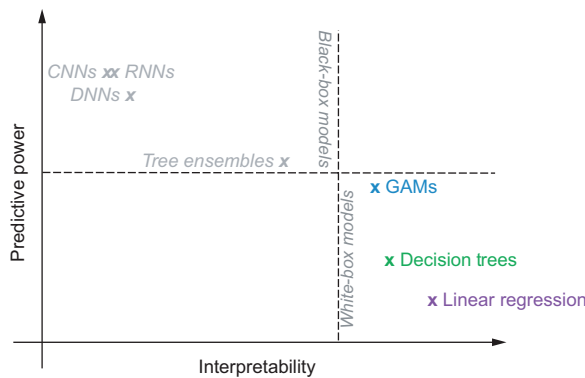 Black-box models
CNNs xx RNNs
DNNs x
Tree ensembles x
Predictive power
x GAMs
White-box models
x Decision trees
x Linear regression
Interpretability